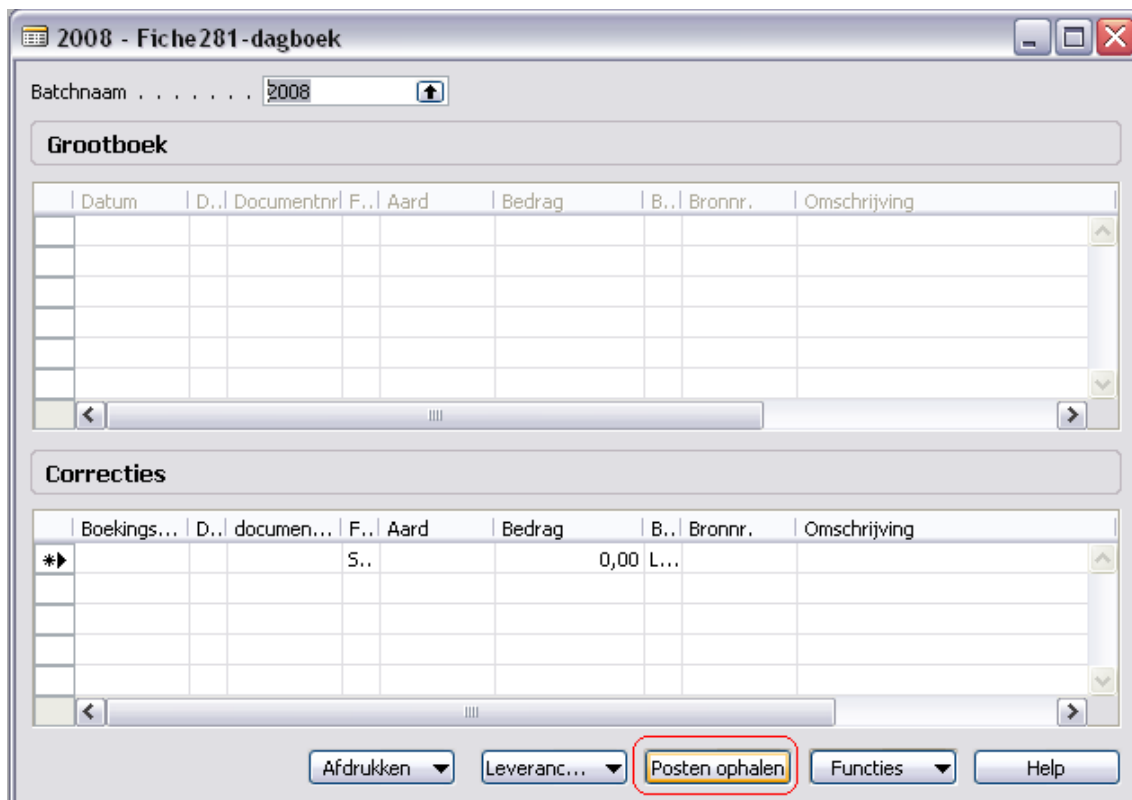 2008 - Fiche281-dagboek
Batchnaam . . . . . . . 2008
Grootboek
Datum D.. Documentnr F.. Aard Bedrag B.. Bronnr. Omschrijving
Correcties
Boekings... D.. documen... F.. Aard Bedrag B.. Bronnr. Omschrijving
S.. 0,00 L...
Afdrukken Leveranc... Posten ophalen Functies Help